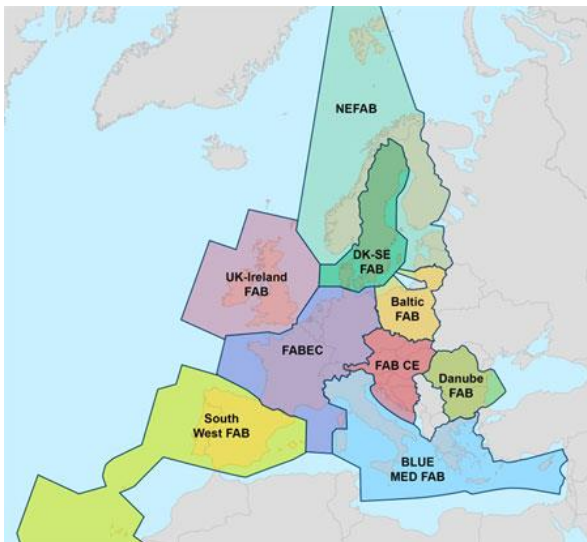 NEFAB
DK-SE
FAB
UK-Ireland
FAB
Baltic
FAB
FABEC
FAB CE
Danube
FAB
South
West FAB
BLUE
MED FAB